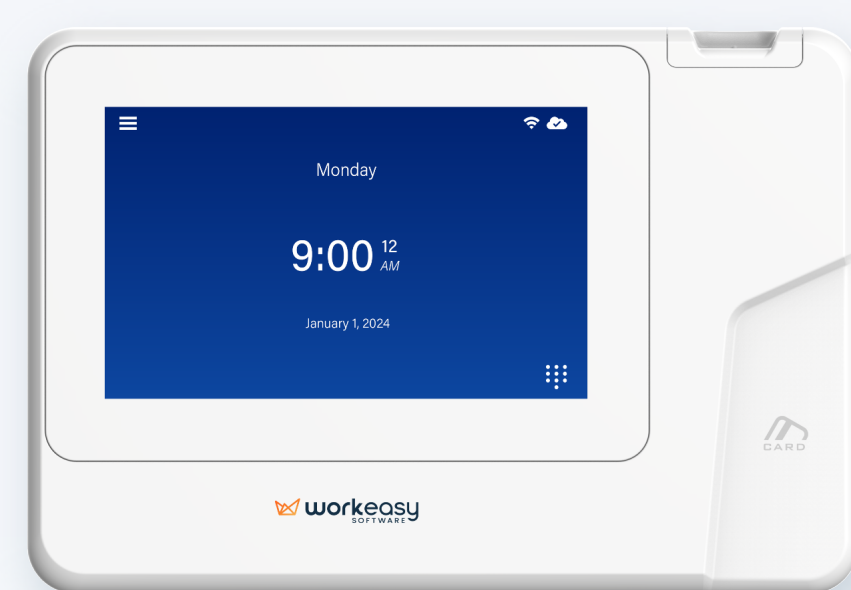 Monday
9:00 12 AM
January 1, 2024
CARD
workeasy
SOFTWARE